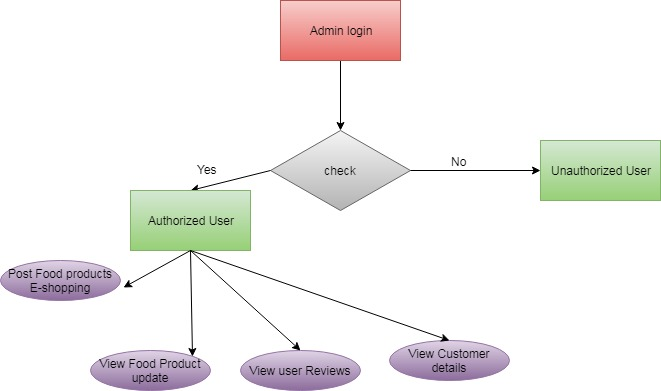 Admin login
check
Yes
No
Unauthorized User
Authorized User
Post Food products
E-shopping
View Food Product
update
View user Reviews
View Customer
details